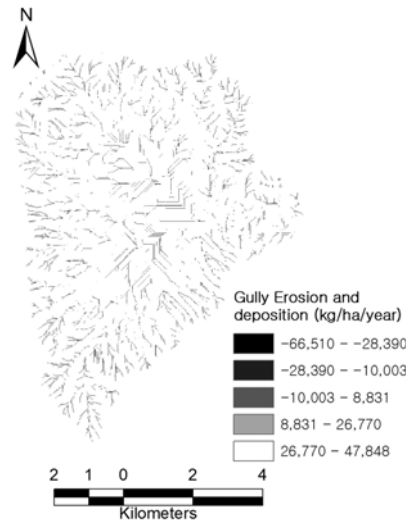 N
Gully Erosion and
deposition (kg/ha/year)
-66,510 - -28,390
-28,390 - -10,003
-10,003 - 8,831
8,831 - 26,770
26,770 - 47,848
2 1 0 2 4
Kilometers